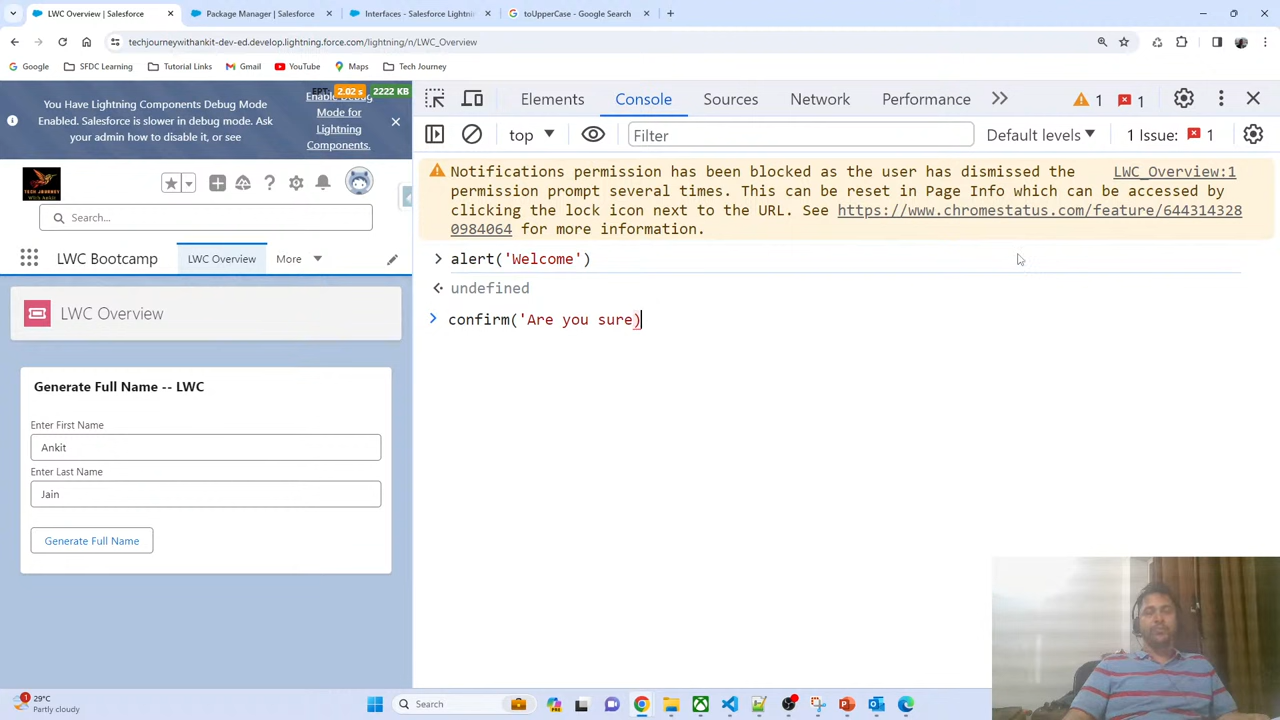 LWC Overview | Salesforce
Package Manager | Salesforce
Interfaces - Salesforce Lightnin
toUpperCase - Google Search
techjourneywithankit-dev-ed.develop.lightning.force.com/lightning/n/LWC_Overview
Google
SFDC Learning
Tutorial Links
Gmail
YouTube
Maps
Tech Journey
You Have Lightning Components Debug Mode
Enabled. Salesforce is slower in debug mode. Ask
your admin how to disable it, or see
EPT: 2.02 s 2222 KB
Enable Debug
Mode for
Lightning
Components.
Search...
LWC Bootcamp
LWC Overview
More
LWC Overview
Generate Full Name -- LWC
Enter First Name
Ankit
Enter Last Name
Jain
Generate Full Name
Elements
Console
Sources
Network
Performance
1
1
top
Filter
Default levels
1 Issue: 1
Notifications permission has been blocked as the user has dismissed the LWC_Overview:1
permission prompt several times. This can be reset in Page Info which can be accessed by
clicking the lock icon next to the URL. See https://www.chromestatus.com/feature/644314328
0984064 for more information.
> alert('Welcome')
undefined
> confirm('Are you sure)
1
29°C
Partly cloudy
Search